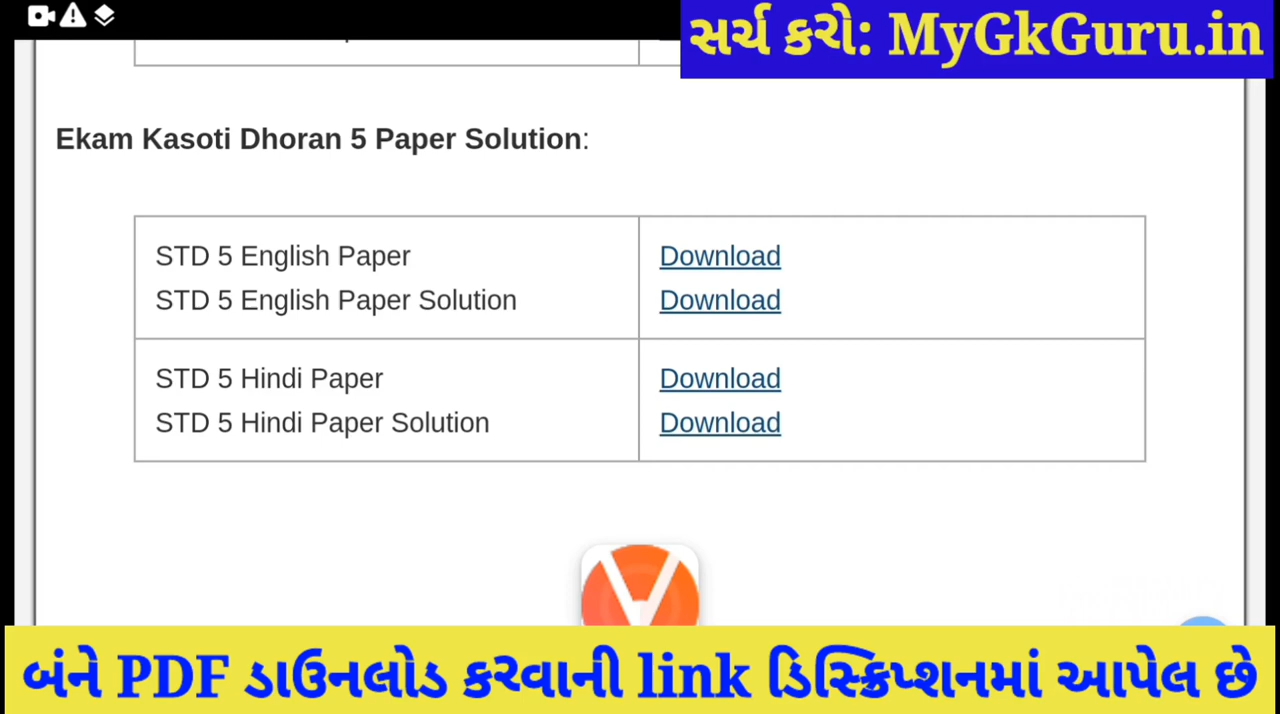 સર્ચ કરો: MyGkGuru.in
Ekam Kasoti Dhoran 5 Paper Solution:
STD 5 English Paper Download
STD 5 English Paper Solution Download
STD 5 Hindi Paper Download
STD 5 Hindi Paper Solution Download
બંને PDF ડાઉનલોડ કરવાની link ડિસ્ક્રિપ્શનમાં આપેલ છે